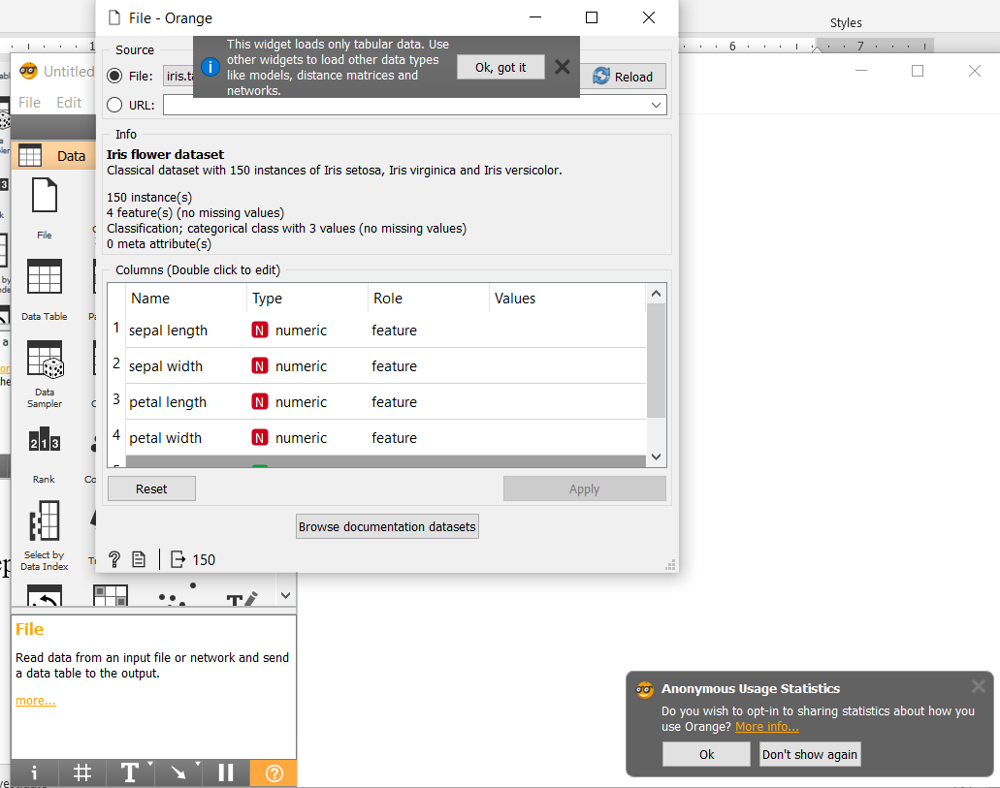 Styles
6
7
File - Orange
Source
File:
This widget loads only tabular data. Use
other widgets to load other data types
like models, distance matrices and
networks.
Ok, got it
Reload
URL:
Info
Iris flower dataset
Classical dataset with 150 instances of Iris setosa, Iris virginica and Iris versicolor.
150 instance(s)
4 feature(s) (no missing values)
Classification; categorical class with 3 values (no missing values)
0 meta attribute(s)
Columns (Double click to edit)
Name Type Role Values
1 sepal length N numeric feature
2 sepal width N numeric feature
3 petal length N numeric feature
4 petal width N numeric feature
Reset
Apply
Browse documentation datasets
? 150
Untitled
File Edit
Data
File
Data Table
Data
Sampler
2 1 3
Rank
Select by
Data Index
File
Read data from an input file or network and send
a data table to the output.
more...
i # T ?
Anonymous Usage Statistics
Do you wish to opt-in to sharing statistics about how you
use Orange? More info...
Ok
Don't show again